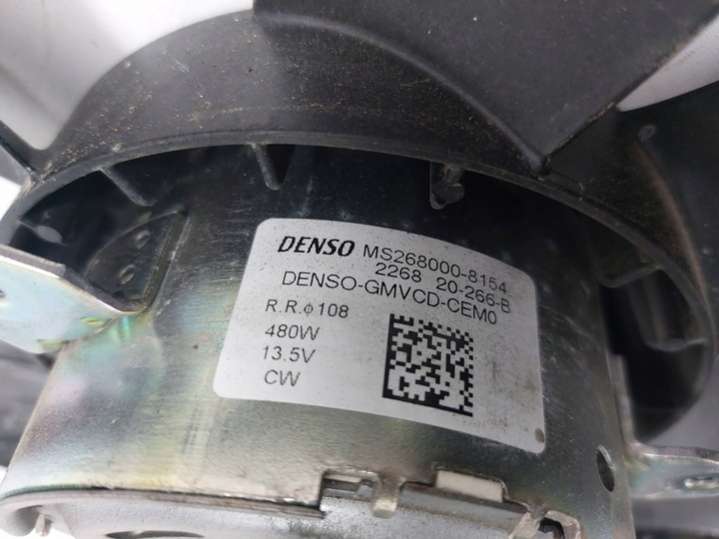 DENSO MS268000-8154
2268 20-266-B
DENSO-GMVCD-CEM0
R.R.φ108
480W
13.5V
CW